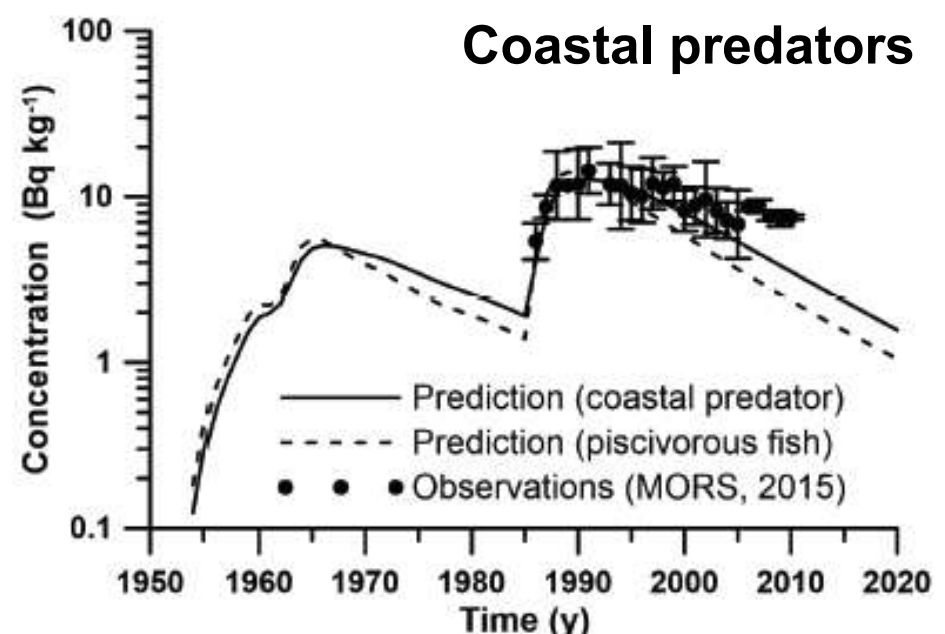 Coastal predators
Concentration (Bq kg⁻¹)
100
10
1
0.1
Prediction (coastal predator)
Prediction (piscivorous fish)
Observations (MORS, 2015)
1950 1960 1970 1980 1990 2000 2010 2020
Time (y)